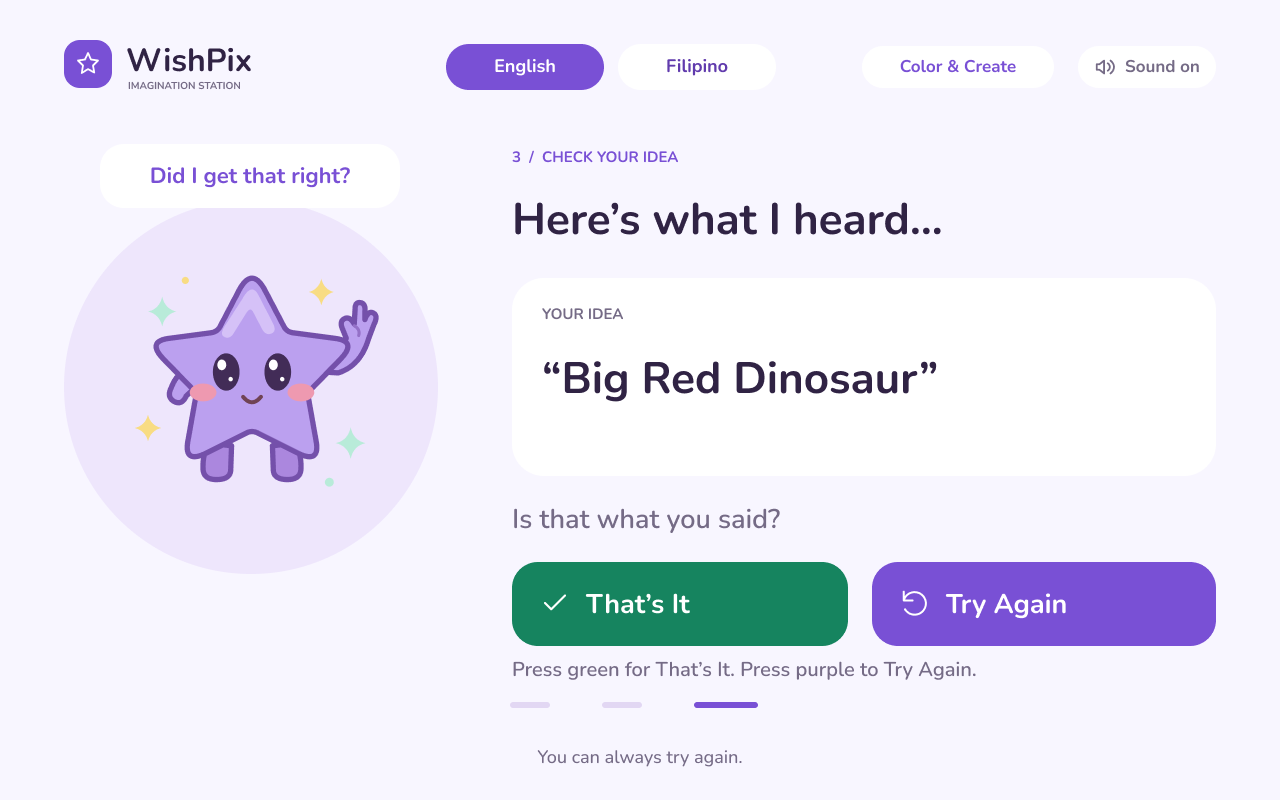 WishPix
IMAGINATION STATION
English
Filipino
Color & Create
Sound on
Did I get that right?
3 / CHECK YOUR IDEA
Here’s what I heard...
YOUR IDEA
“Big Red Dinosaur”
Is that what you said?
That’s It
Try Again
Press green for That’s It. Press purple to Try Again.
You can always try again.